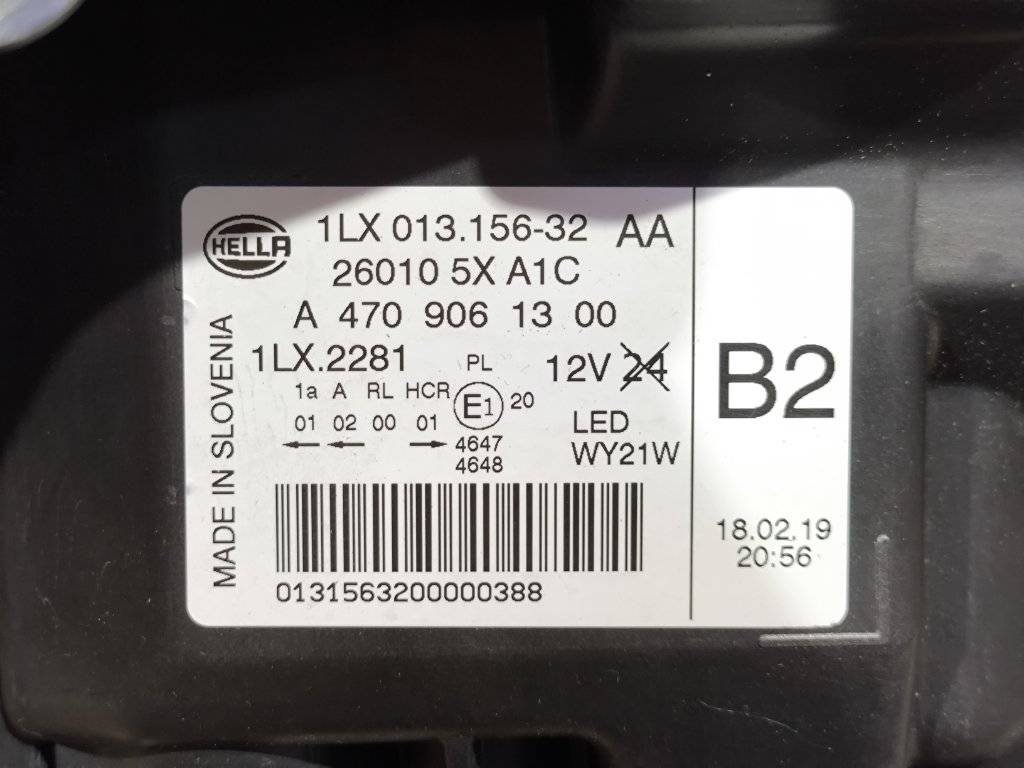 HELLA
1LX 013.156-32 AA
26010 5X A1C
A 470 906 13 00
1LX.2281 PL 12V 24
1a A RL HCR E1 20
01 02 00 01 LED
4647
4648 WY21W
MADE IN SLOVENIA
0131563200000388
B2
18.02.19
20:56